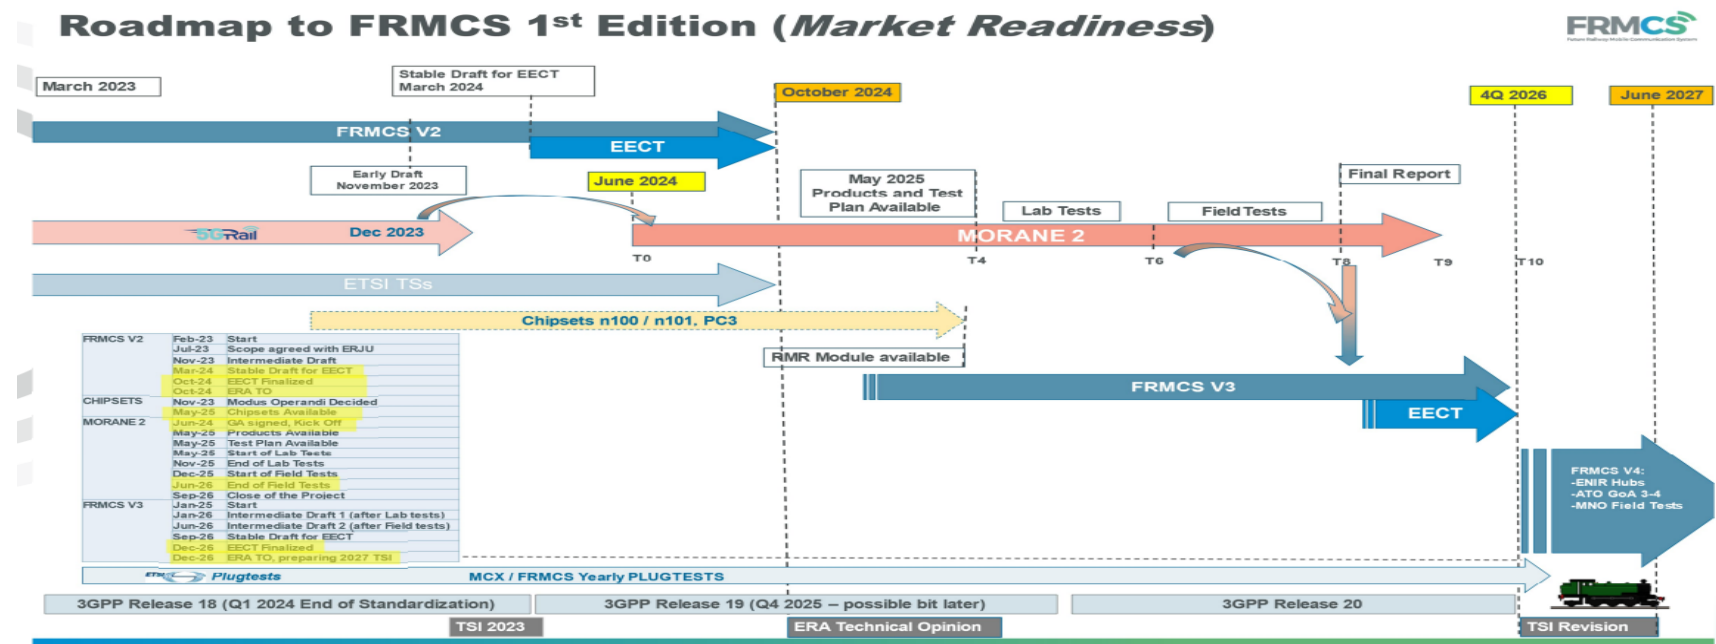 Roadmap to FRMCS 1st Edition (Market Readiness)
FRMCS
Future Railway Mobile Communication System
March 2023
Stable Draft for EECT
March 2024
October 2024
4Q 2026
June 2027
FRMCS V2
EECT
Early Draft
November 2023
June 2024
May 2025
Products and Test
Plan Available
Final Report
Lab Tests
Field Tests
5GRail
Dec 2023
MORANE 2
T0
T4
T6
T8
T9
T10
ETSI TSs
Chipsets n100 / n101, PC3
RMR Module available
FRMCS V3
EECT
FRMCS V2 Feb-23 Start
Jul-23 Scope agreed with ERJU
Nov-23 Intermediate Draft
Mar-24 Stable Draft for EECT
Oct-24 EECT Finalized
Oct-24 ERA TO
CHIPSETS Nov-23 Modus Operandi Decided
May-25 Chipsets Available
MORANE 2 Jun-24 GA signed, Kick Off
May-25 Products Available
May-25 Test Plan Available
May-25 Start of Lab Tests
Nov-25 End of Lab Tests
Dec-25 Start of Field Tests
Jun-26 End of Field Tests
Sep-26 Close of the Project
FRMCS V3 Jan-25 Start
Jan-26 Intermediate Draft 1 (after Lab tests)
Jun-26 Intermediate Draft 2 (after Field tests)
Sep-26 Stable Draft for EECT
Dec-26 EECT Finalized
Dec-26 ERA TO, preparing 2027 TSI
FRMCS V4:
-ENIR Hubs
-ATO GoA 3-4
-MNO Field Tests
ETSI Plugtests
MCX / FRMCS Yearly PLUGTESTS
3GPP Release 18 (Q1 2024 End of Standardization)
3GPP Release 19 (Q4 2025 – possible bit later)
3GPP Release 20
TSI 2023
ERA Technical Opinion
TSI Revision